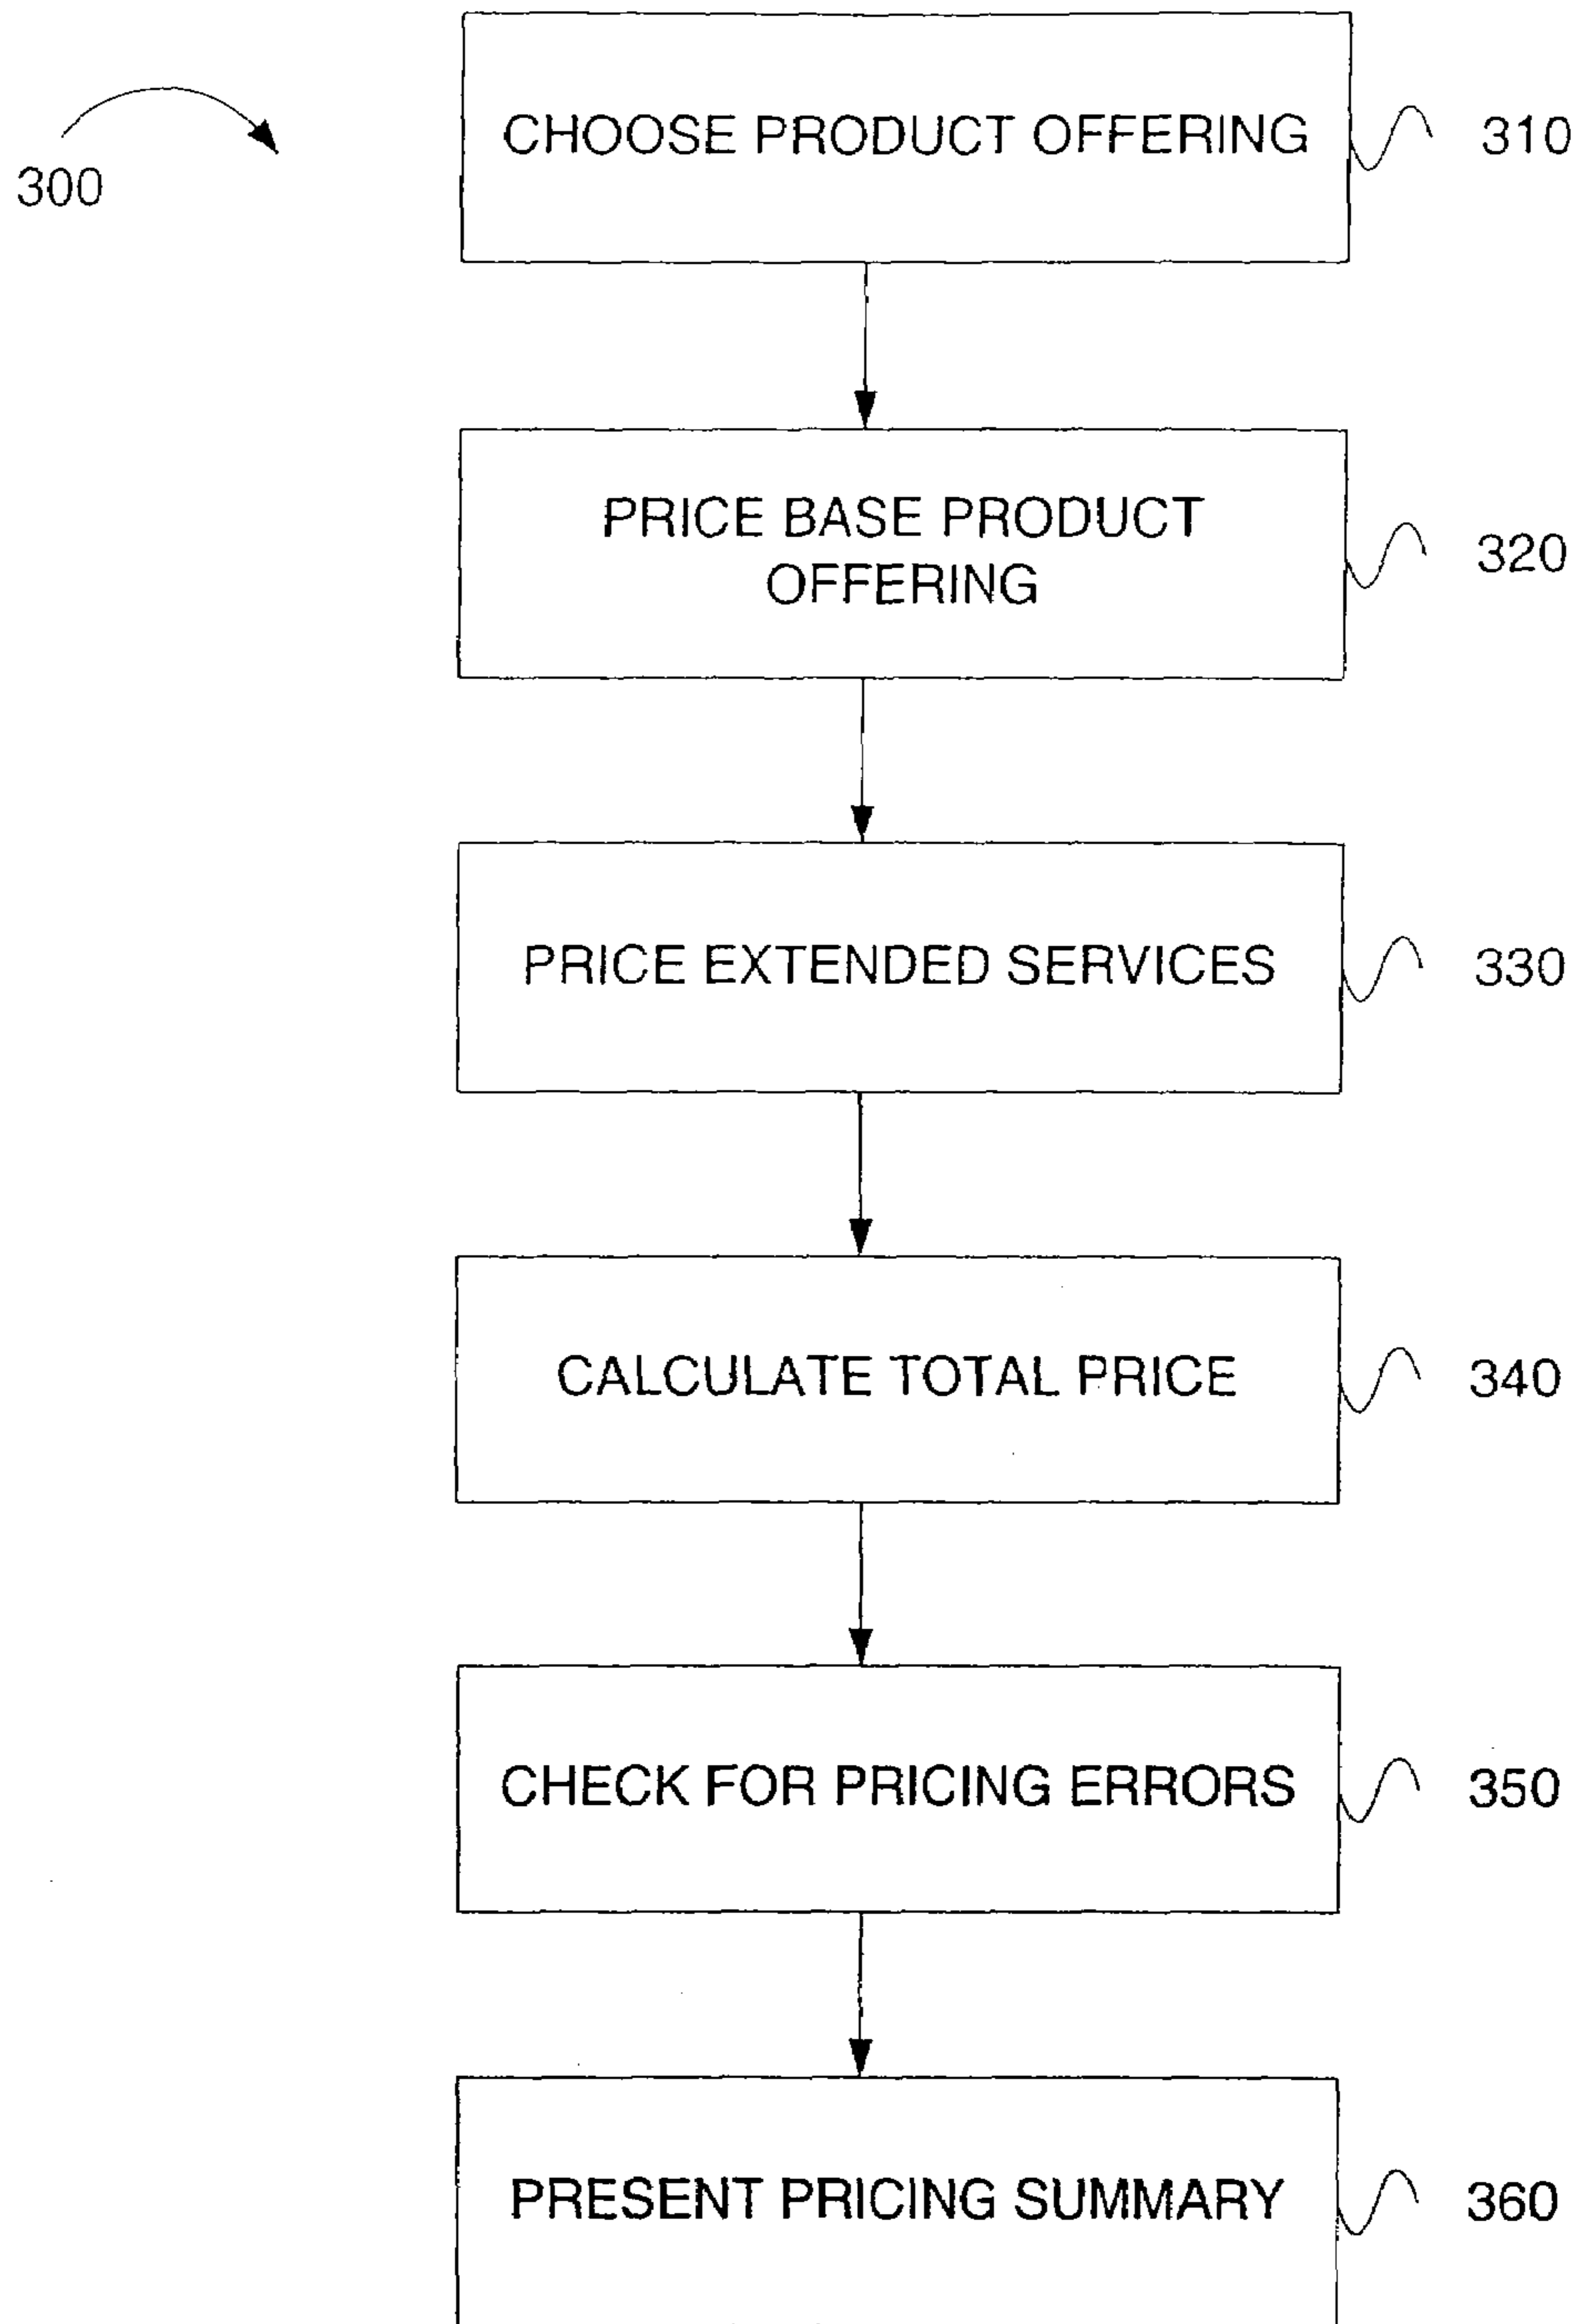 CHOOSE PRODUCT OFFERING
310
300
PRICE BASE PRODUCT
OFFERING
320
PRICE EXTENDED SERVICES
330
CALCULATE TOTAL PRICE
340
CHECK FOR PRICING ERRORS
350
PRESENT PRICING SUMMARY
360